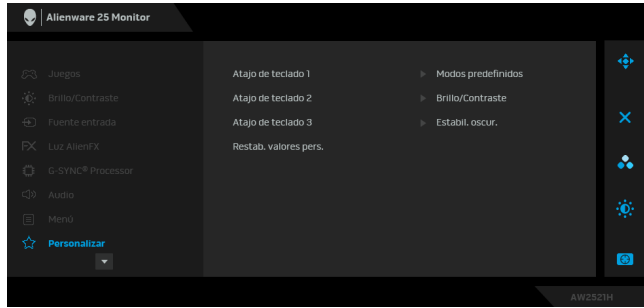 Alienware 25 Monitor
Juegos
Brillo/Contraste
Fuente entrada
FX Luz AlienFX
G-SYNC® Processor
Audio
Menú
Personalizar
Atajo de teclado 1 Modos predefinidos
Atajo de teclado 2 Brillo/Contraste
Atajo de teclado 3 Estabil. oscur.
Restab. valores pers.
AW2521H